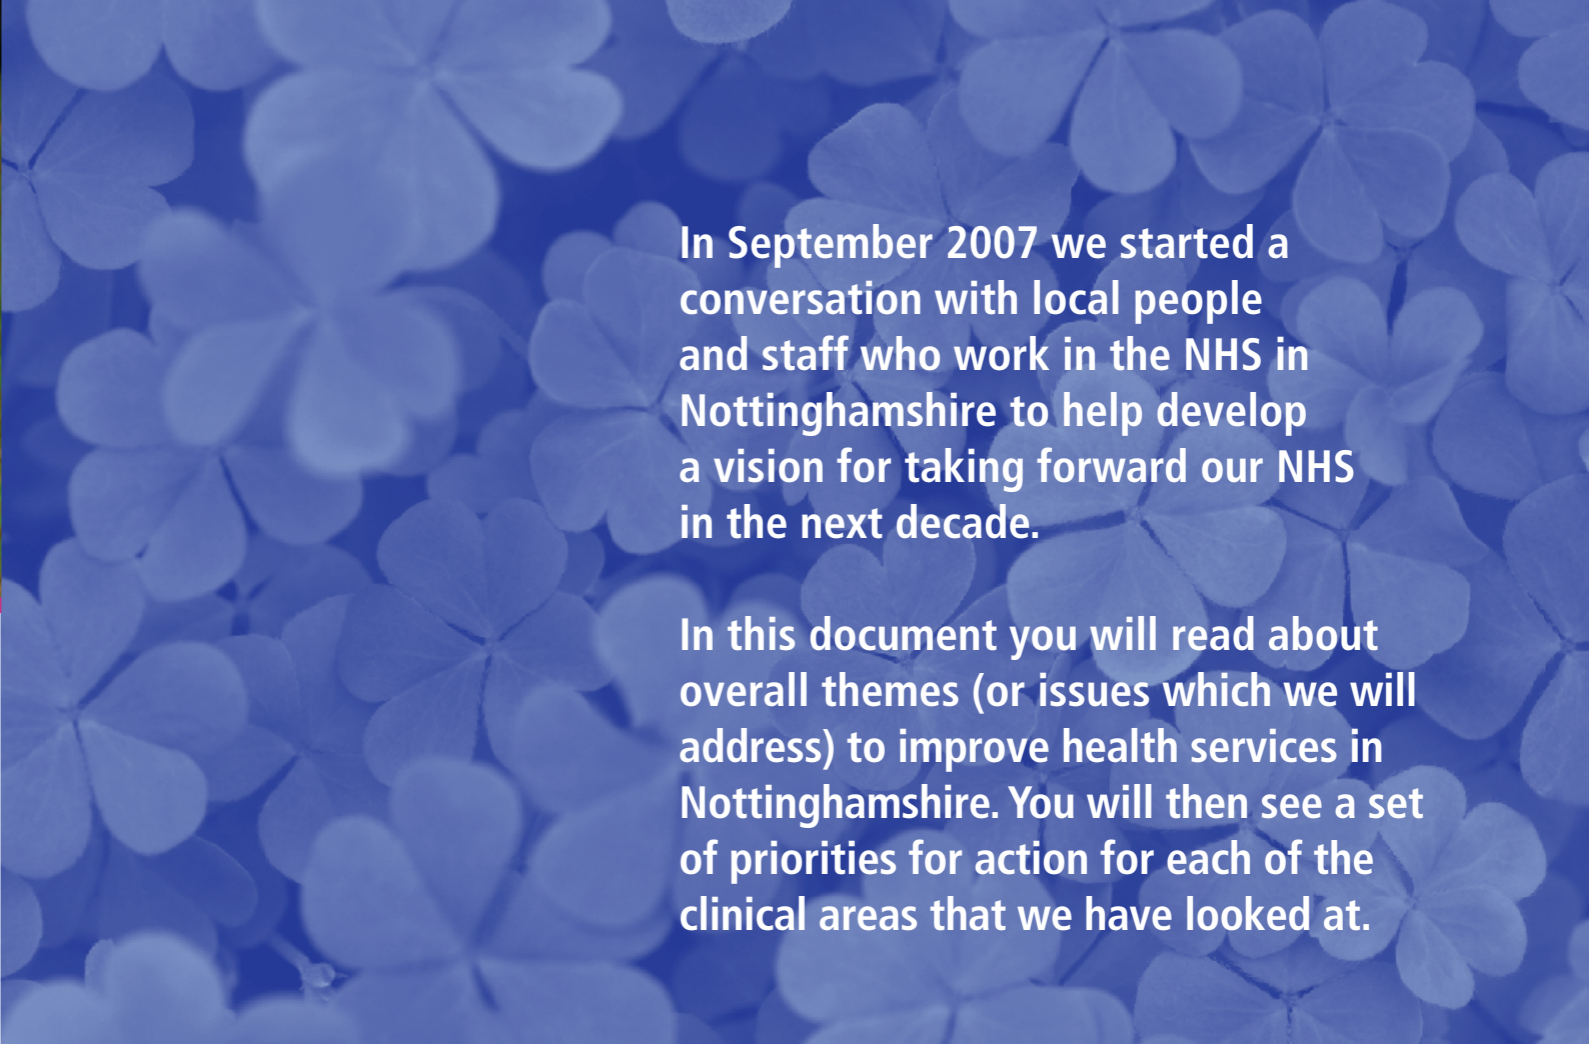 In September 2007 we started a
conversation with local people
and staff who work in the NHS in
Nottinghamshire to help develop
a vision for taking forward our NHS
in the next decade.
In this document you will read about
overall themes (or issues which we will
address) to improve health services in
Nottinghamshire. You will then see a set
of priorities for action for each of the
clinical areas that we have looked at.